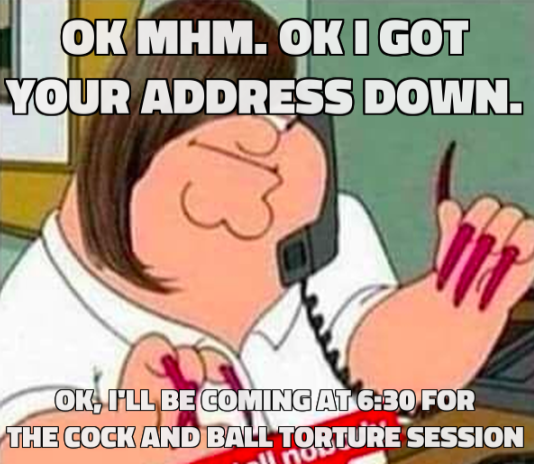 OK MHM. OK I GOT
YOUR ADDRESS DOWN.
OK, I'LL BE COMING AT 6:30 FOR
THE COCK AND BALL TORTURE SESSION